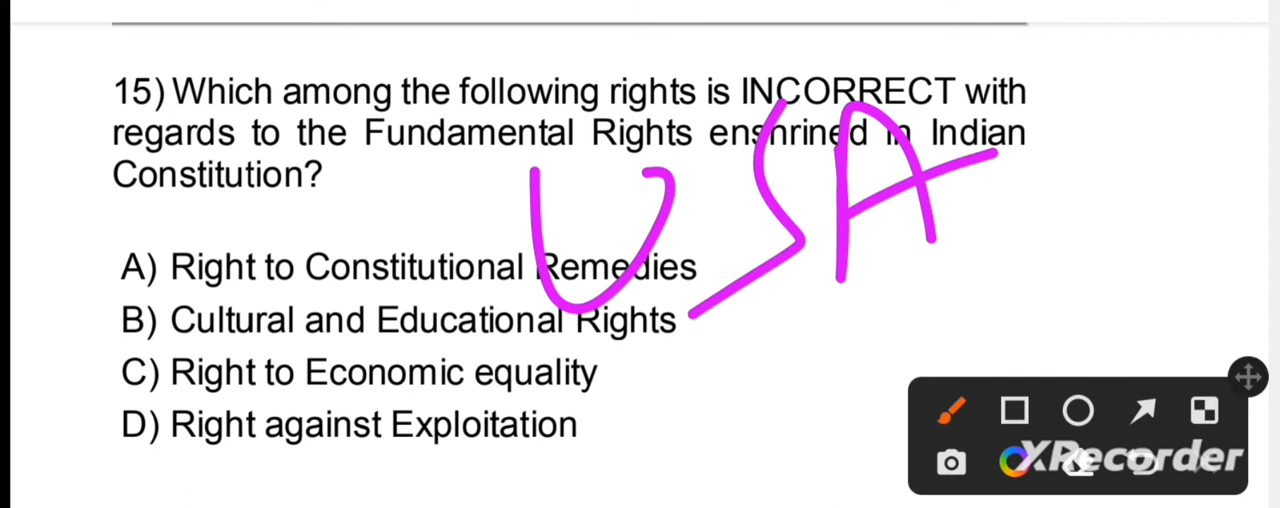 15) Which among the following rights is INCORRECT with
regards to the Fundamental Rights enshrined in Indian
Constitution?
USA
A) Right to Constitutional Remedies
B) Cultural and Educational Rights
C) Right to Economic equality
D) Right against Exploitation
XRecorder